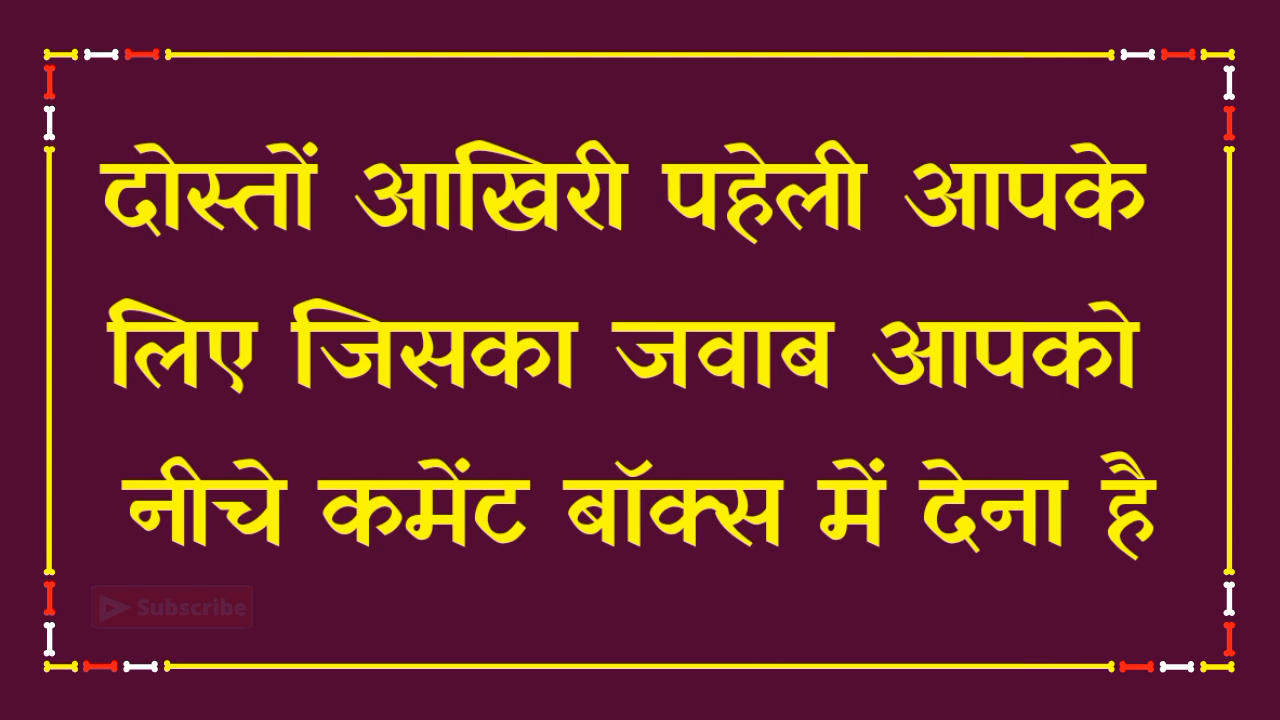 दोस्तों आखिरी पहेली आपके
लिए जिसका जवाब आपको
नीचे कमेंट बॉक्स में देना है
Subscribe